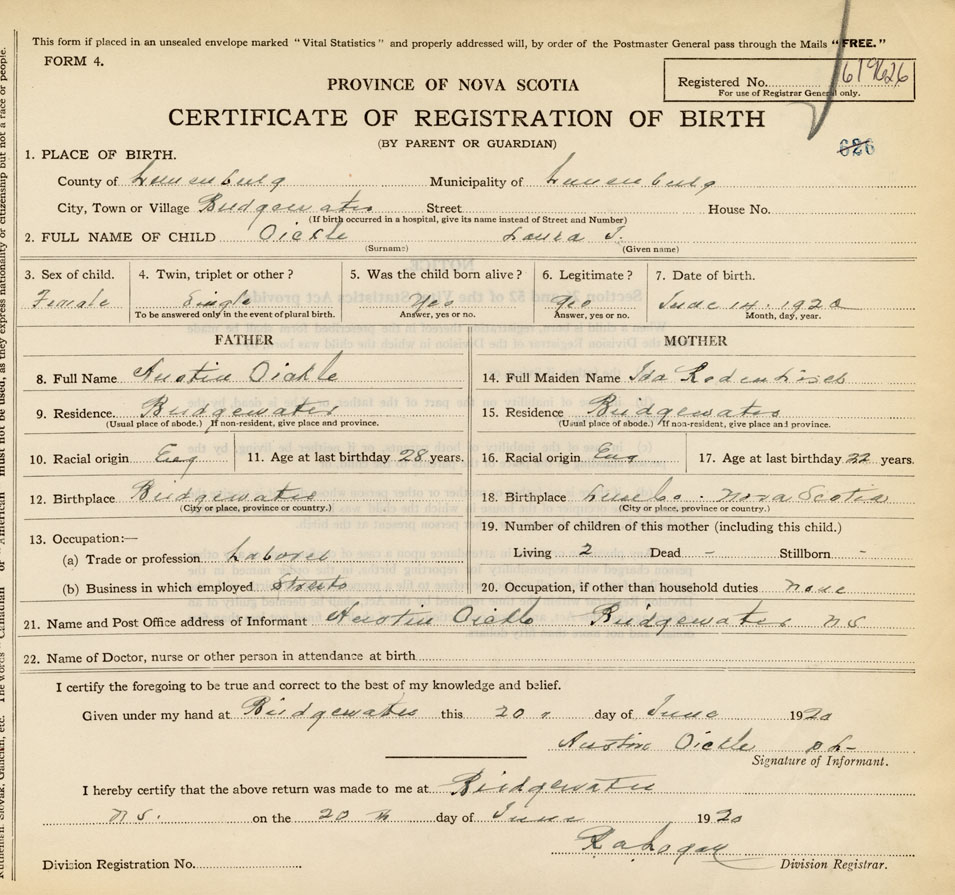 This form if placed in an unsealed envelope marked "Vital Statistics" and properly addressed will, by order of the Postmaster General pass through the Mails "FREE."
FORM 4.
PROVINCE OF NOVA SCOTIA
Registered No. 619626
For use of Registrar General only.
CERTIFICATE OF REGISTRATION OF BIRTH
(BY PARENT OR GUARDIAN)
626
1. PLACE OF BIRTH.
County of Lunenburg Municipality of Lunenburg
City, Town or Village Bridgewater Street House No.
(If birth occurred in a hospital, give its name instead of Street and Number)
2. FULL NAME OF CHILD Oickle Laura J.
(Surname) (Given name)
3. Sex of child. 4. Twin, triplet or other? 5. Was the child born alive? 6. Legitimate? 7. Date of birth.
Female Single Yes Yes June 14. 1920
To be answered only in the event of plural birth. Answer, yes or no. Answer, yes or no. Month, day, year.
FATHER MOTHER
8. Full Name Austin Oickle 14. Full Maiden Name Ida Rodenhiser
9. Residence. Bridgewater 15. Residence Bridgewater
(Usual place of abode.) If non-resident, give place and province. (Usual place of abode.) If non-resident, give place and province.
10. Racial origin Eng 11. Age at last birthday 28 years. 16. Racial origin Eng 17. Age at last birthday 22 years.
12. Birthplace Bridgewater 18. Birthplace Nova Scotia
(City or place, province or country.) (City or place, province or country.)
13. Occupation:— 19. Number of children of this mother (including this child.)
(a) Trade or profession Laborer Living 2 Dead - Stillborn -
(b) Business in which employed Streets 20. Occupation, if other than household duties none
21. Name and Post Office address of Informant Austin Oickle Bridgewater NS
22. Name of Doctor, nurse or other person in attendance at birth
I certify the foregoing to be true and correct to the best of my knowledge and belief.
Given under my hand at Bridgewater this 20 day of June 1920
Austin Oickle
Signature of Informant.
I hereby certify that the above return was made to me at Bridgewater
N.S. on the 20 th day of June 1920
Division Registration No. Division Registrar.